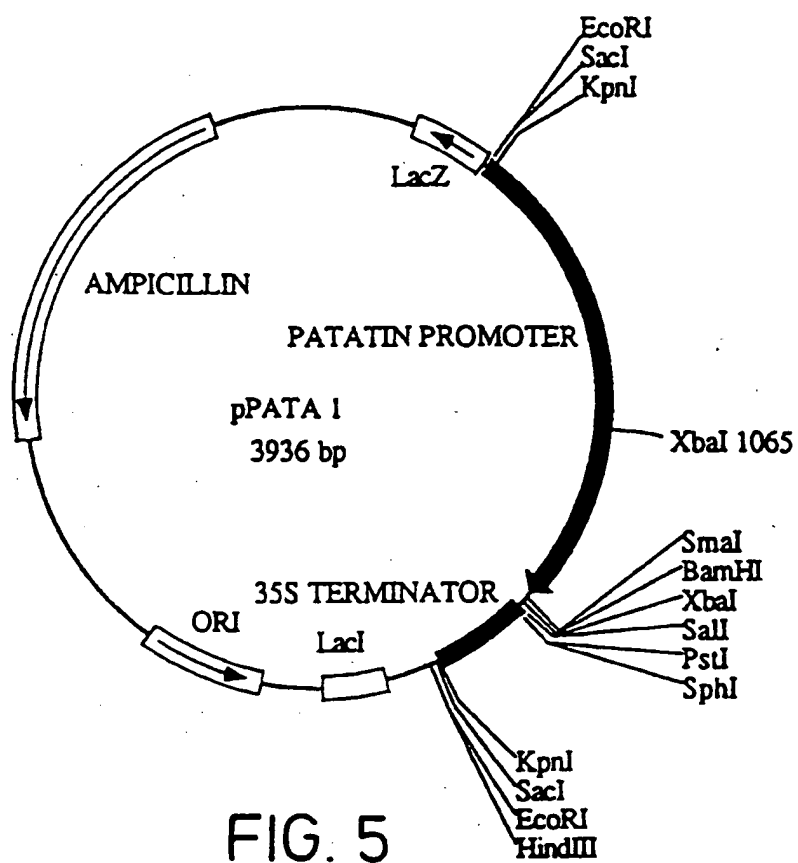 EcoRI
SacI
KpnI
LacZ
AMPICILLIN
PATATIN PROMOTER
pPATA 1
3936 bp
XbaI 1065
SmaI
BamHI
XbaI
SalI
PstI
SphI
35S TERMINATOR
ORI
LacI
KpnI
SacI
EcoRI
HindIII
FIG. 5